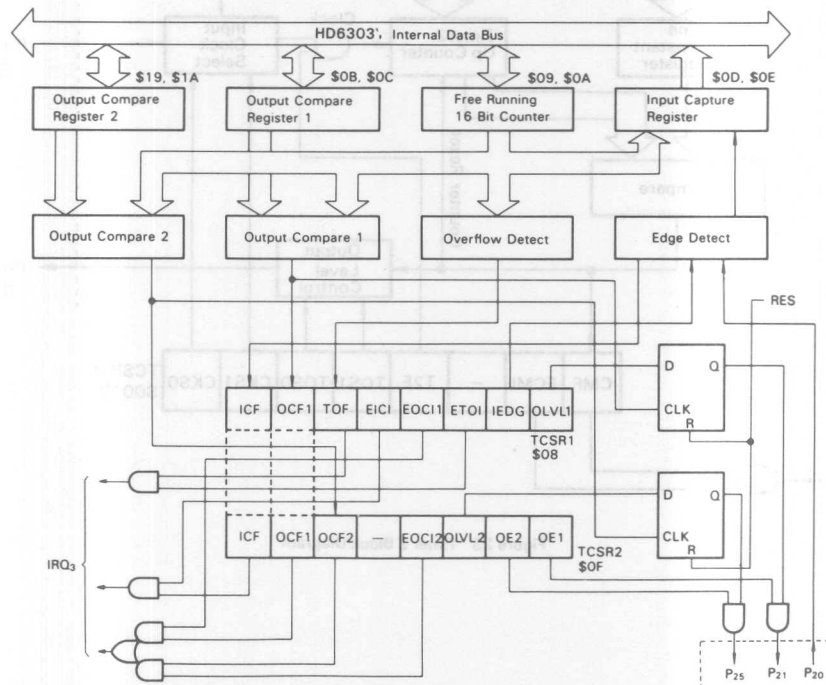 HD6303 Internal Data Bus
$19, $1A
$0B, $0C
$09, $0A
$0D, $0E
Output Compare
Register 2
Output Compare
Register 1
Free Running
16 Bit Counter
Input Capture
Register
Output Compare 2
Output Compare 1
Overflow Detect
Edge Detect
RES
D Q
CLK
R
ICF OCF1 TOF EICI EOCI1 ETOI IEDG OLVL1
TCSR1
$08
D Q
CLK
R
ICF OCF1 OCF2 — EOCI2 OLVL2 OE2 OE1
TCSR2
$0F
IRQ3
P25 P21 P20